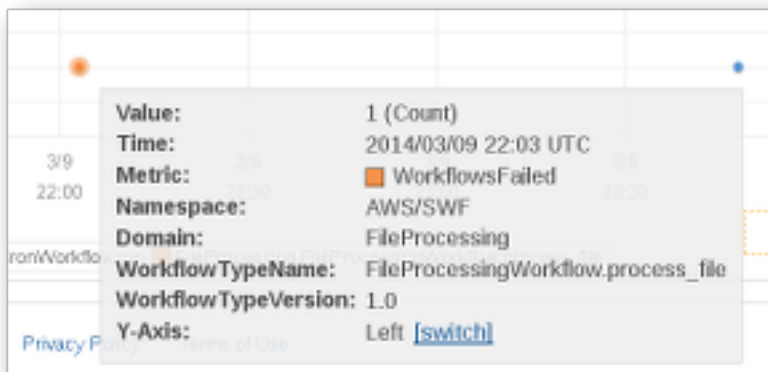 Value: 1 (Count)
Time: 2014/03/09 22:03 UTC
3/9
3/9
3/9
Metric: WorkflowsFailed
22:00
22:30
23:30
Namespace: AWS/SWF
Domain: FileProcessing
ronWorkflo
WorkflowTypeName: FileProcessingWorkflow.process_file
WorkflowTypeVersion: 1.0
Y-Axis: Left [switch]
Privacy Policy Terms of Use